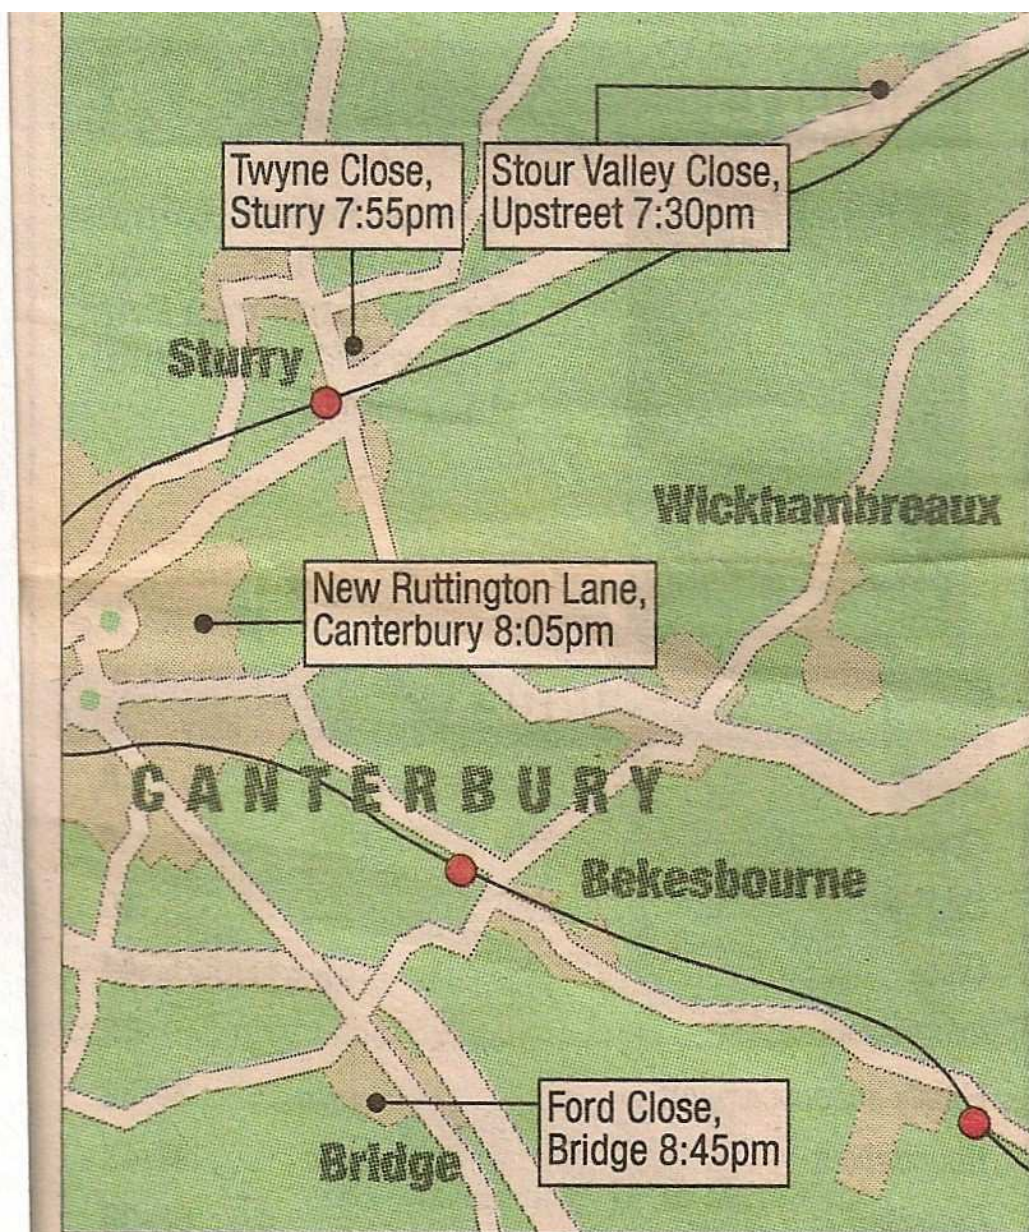 Twyne Close,
Sturry 7:55pm
Stour Valley Close,
Upstreet 7:30pm
Sturry
Wickhambreaux
New Ruttington Lane,
Canterbury 8:05pm
CANTERBURY
Bekesbourne
Ford Close,
Bridge 8:45pm
Bridge